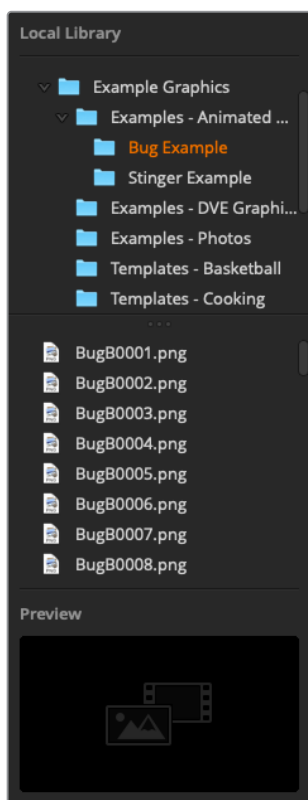 Local Library
Example Graphics
Examples - Animated ...
Bug Example
Stinger Example
Examples - DVE Graphi...
Examples - Photos
Templates - Basketball
Templates - Cooking
BugB0001.png
BugB0002.png
BugB0003.png
BugB0004.png
BugB0005.png
BugB0006.png
BugB0007.png
BugB0008.png
Preview